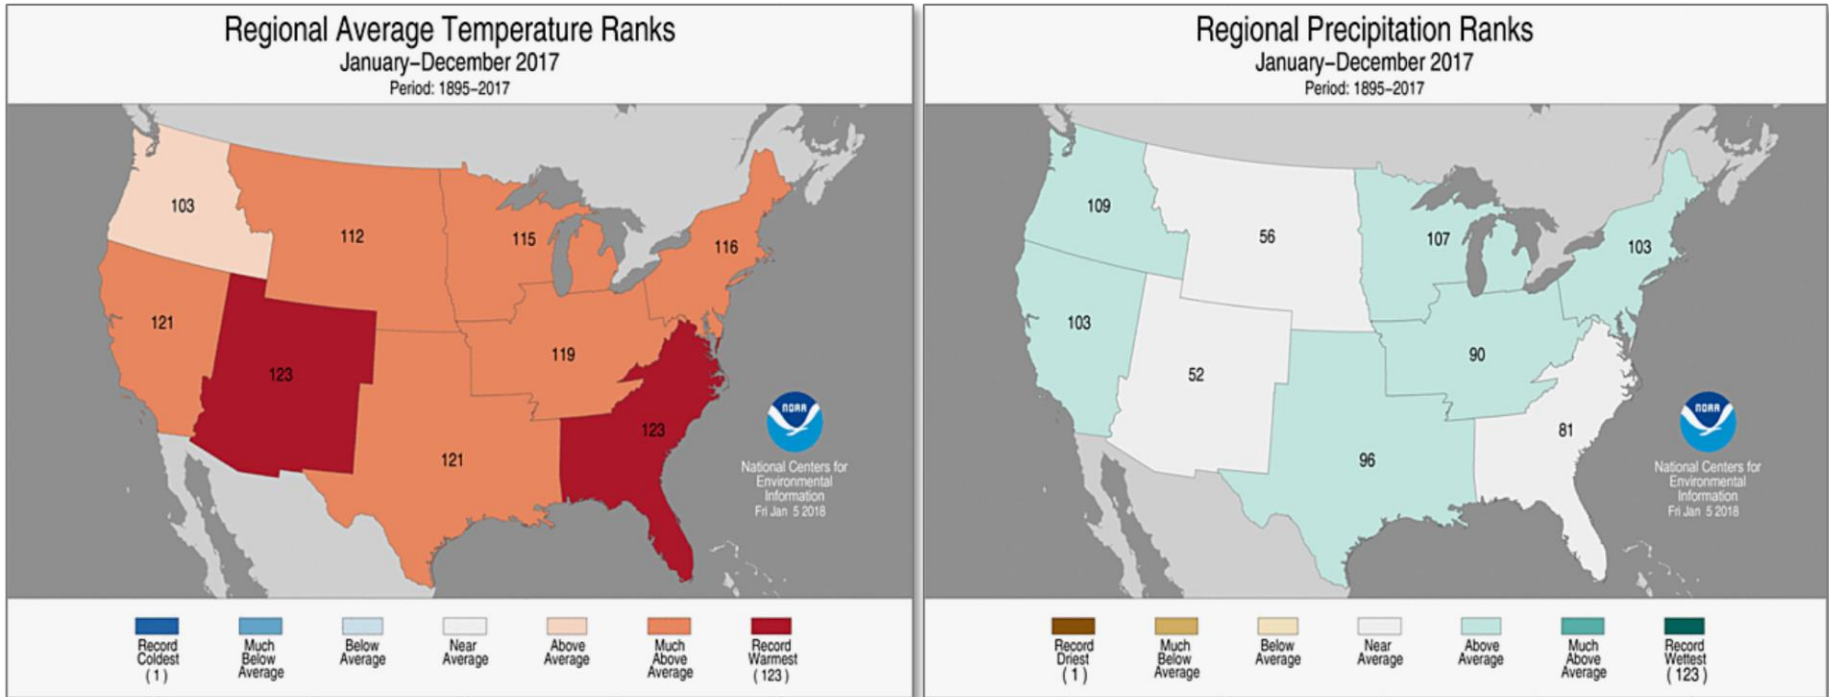 Regional Average Temperature Ranks
January–December 2017
Period: 1895–2017
103
112
115
116
121
123
119
123
121
NOAA
National Centers for
Environmental
Information
Fri Jan 5 2018
Record
Coldest
(1)
Much
Below
Average
Below
Average
Near
Average
Above
Average
Much
Above
Average
Record
Warmest
(123)
Regional Precipitation Ranks
January–December 2017
Period: 1895–2017
109
56
107
103
103
52
90
81
96
NOAA
National Centers for
Environmental
Information
Fri Jan 5 2018
Record
Driest
(1)
Much
Below
Average
Below
Average
Near
Average
Above
Average
Much
Above
Average
Record
Wettest
(123)